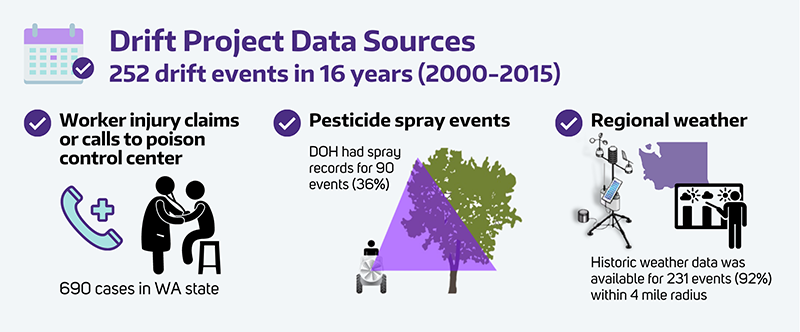 Drift Project Data Sources
252 drift events in 16 years (2000-2015)
Worker injury claims
or calls to poison
control center
690 cases in WA state
Pesticide spray events
DOH had spray
records for 90
events (36%)
Regional weather
Historic weather data was
available for 231 events (92%)
within 4 mile radius